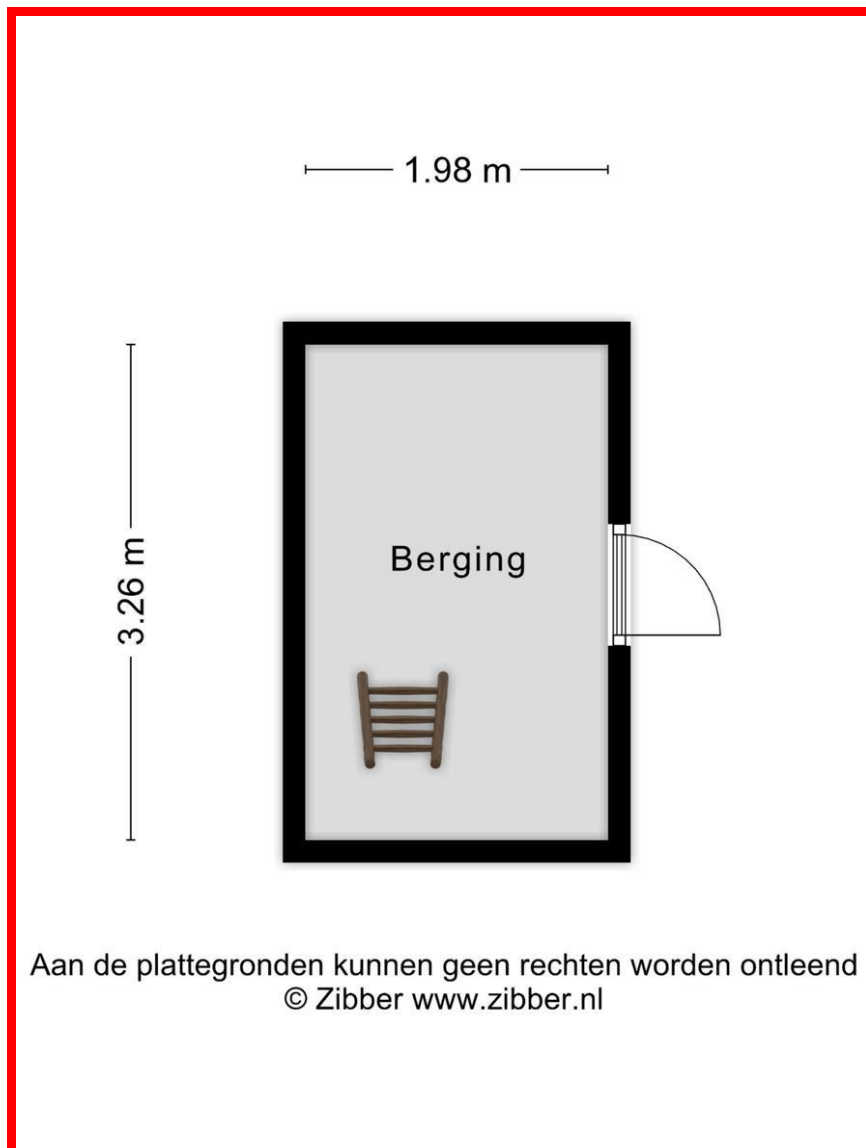 1.98 m
3.26 m
Berging
Aan de plattegronden kunnen geen rechten worden ontleend
© Zibber www.zibber.nl